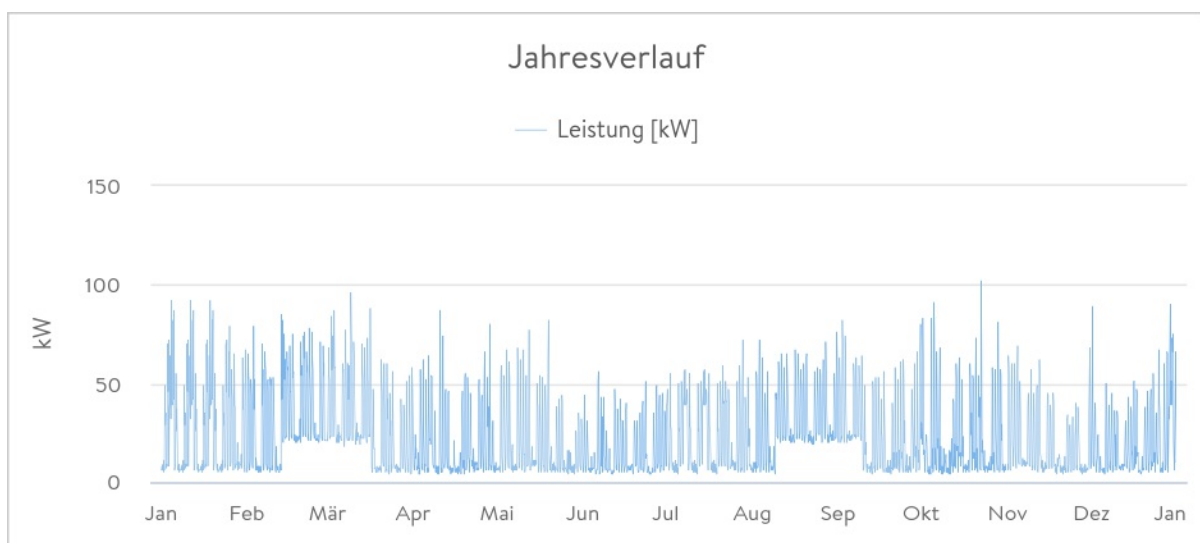 Jahresverlauf
Leistung [kW]
150
100
50
0
kW
Jan Feb Mär Apr Mai Jun Jul Aug Sep Okt Nov Dez Jan